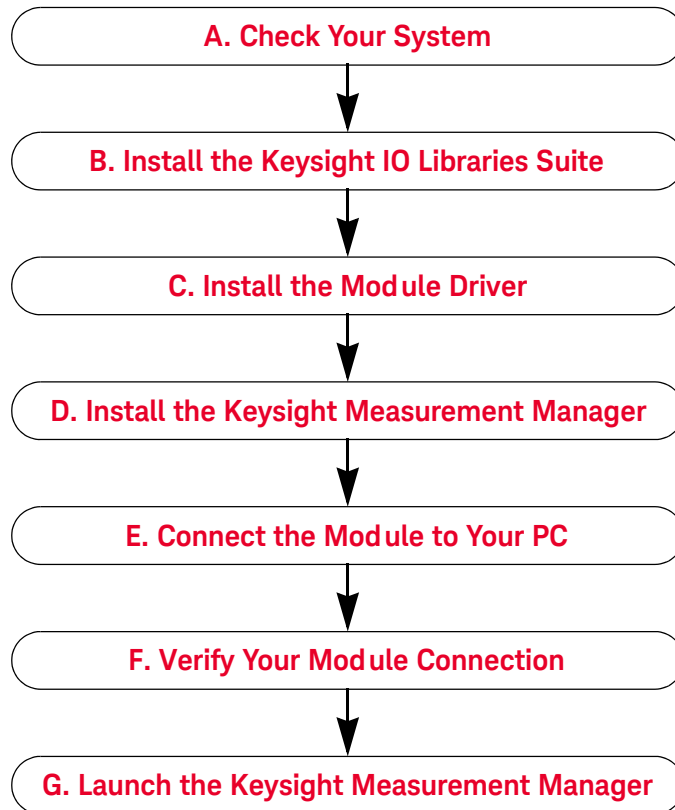 A. Check Your System
B. Install the Keysight IO Libraries Suite
C. Install the Module Driver
D. Install the Keysight Measurement Manager
E. Connect the Module to Your PC
F. Verify Your Module Connection
G. Launch the Keysight Measurement Manager